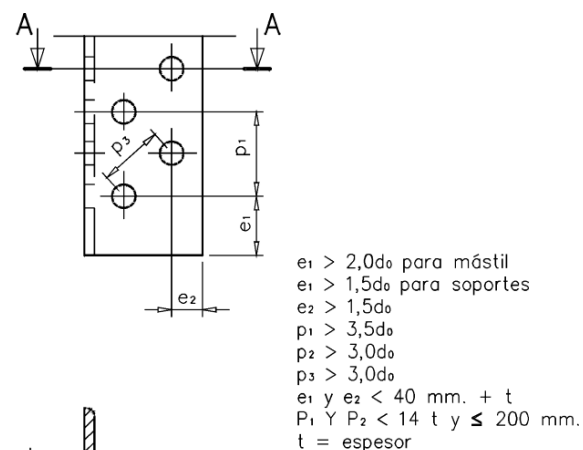 A A
p₃
p₁
e₁
e₂
e₁ > 2,0d₀ para mástil
e₁ > 1,5d₀ para soportes
e₂ > 1,5d₀
p₁ > 3,5d₀
p₂ > 3,0d₀
p₃ > 3,0d₀
e₁ y e₂ < 40 mm. + t
P₁ Y P₂ < 14 t y ≤ 200 mm.
t = espesor